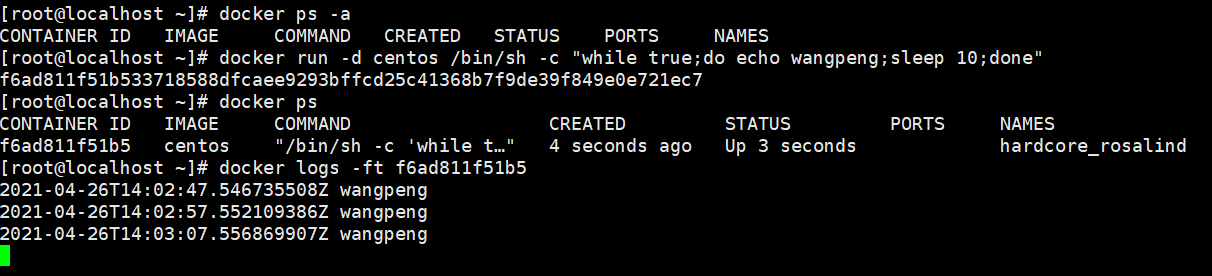 [root@localhost ~]# docker ps -a
CONTAINER ID   IMAGE     COMMAND   CREATED   STATUS    PORTS     NAMES
[root@localhost ~]# docker run -d centos /bin/sh -c "while true;do echo wangpeng;sleep 10;done"
f6ad811f51b533718588dfcaee9293bffcd25c41368b7f9de39f849e0e721ec7
[root@localhost ~]# docker ps
CONTAINER ID   IMAGE     COMMAND                  CREATED         STATUS         PORTS     NAMES
f6ad811f51b5   centos    "/bin/sh -c 'while t…"   4 seconds ago   Up 3 seconds             hardcore_rosalind
[root@localhost ~]# docker logs -ft f6ad811f51b5
2021-04-26T14:02:47.546735508Z wangpeng
2021-04-26T14:02:57.552109386Z wangpeng
2021-04-26T14:03:07.556869907Z wangpeng